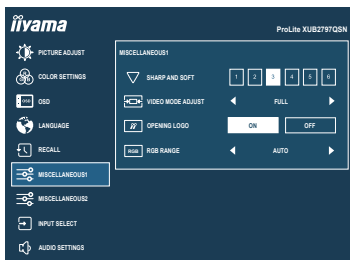 iiyama
ProLite XUB2797QSN
PICTURE ADJUST
COLOR SETTINGS
OSD OSD
LANGUAGE
RECALL
MISCELLANEOUS1
MISCELLANEOUS2
INPUT SELECT
AUDIO SETTINGS
MISCELLANEOUS1
SHARP AND SOFT 1 2 3 4 5 6
VIDEO MODE ADJUST FULL
OPENING LOGO ON OFF
RGB RGB RANGE AUTO